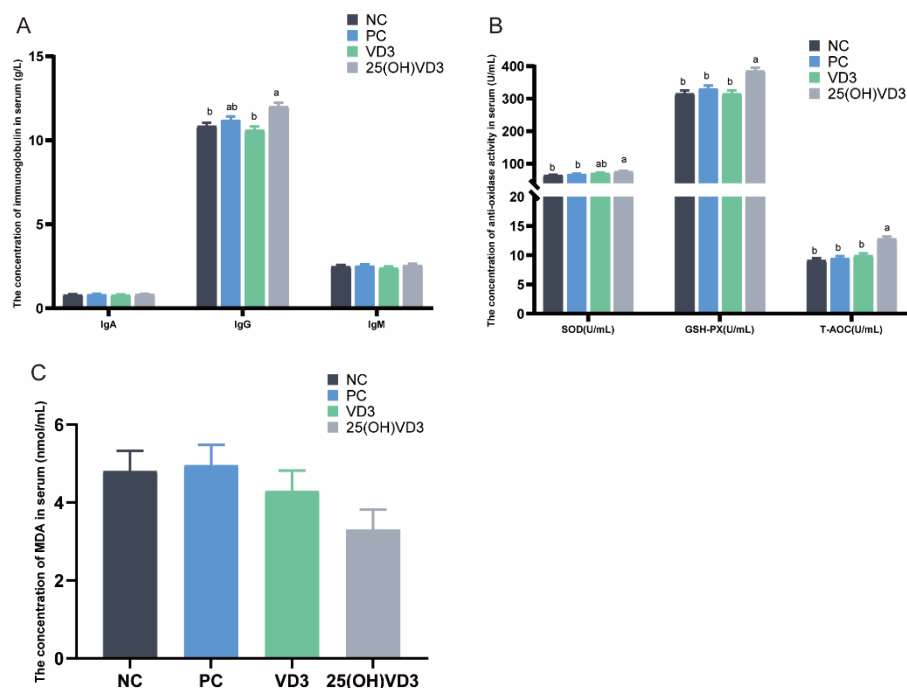 A
NC
PC
VD3
25(OH)VD3
The concentration of immunoglobulin in serum (g/L)
15
10
5
0
b
ab
b
a
IgA
IgG
IgM
B
NC
PC
VD3
25(OH)VD3
The concentration of anti-oxidase activity in serum (U/mL)
400
300
200
100
20
15
10
5
0
b
b
ab
a
b
b
b
a
b
b
b
a
SOD(U/mL)
GSH-PX(U/mL)
T-AOC(U/mL)
C
NC
PC
VD3
25(OH)VD3
The concentration of MDA in serum (nmol/mL)
6
4
2
0
NC
PC
VD3
25(OH)VD3